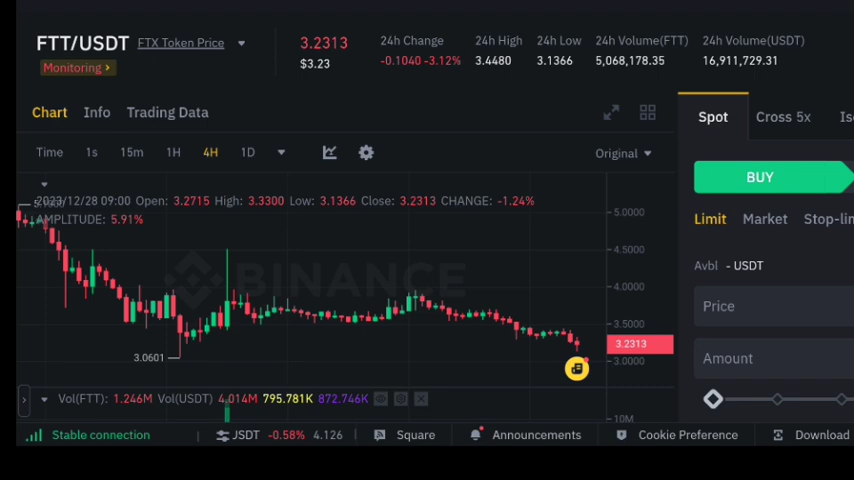 FTT/USDT FTX Token Price 3.2313 24h Change 24h High 24h Low 24h Volume(FTT) 24h Volume(USDT)
Monitoring $3.23 -0.1040 -3.12% 3.4480 3.1366 5,068,178.35 16,911,729.31
Chart Info Trading Data Spot Cross 5x
Time 1s 15m 1H 4H 1D Original
BUY
2023/12/28 09:00 Open: 3.2715 High: 3.3300 Low: 3.1366 Close: 3.2313 CHANGE: -1.24% 5.0000
AMPLITUDE: 5.91% Limit Market Stop-lim
BINANCE 4.5000
Avbl - USDT
4.0000
Price
3.5000
3.2313
3.0601 3.0000
Amount
Vol(FTT): 1.246M Vol(USDT) 4.014M 795.781K 872.746K
10M
Stable connection JSDT -0.58% 4.126 Square Announcements Cookie Preference Download